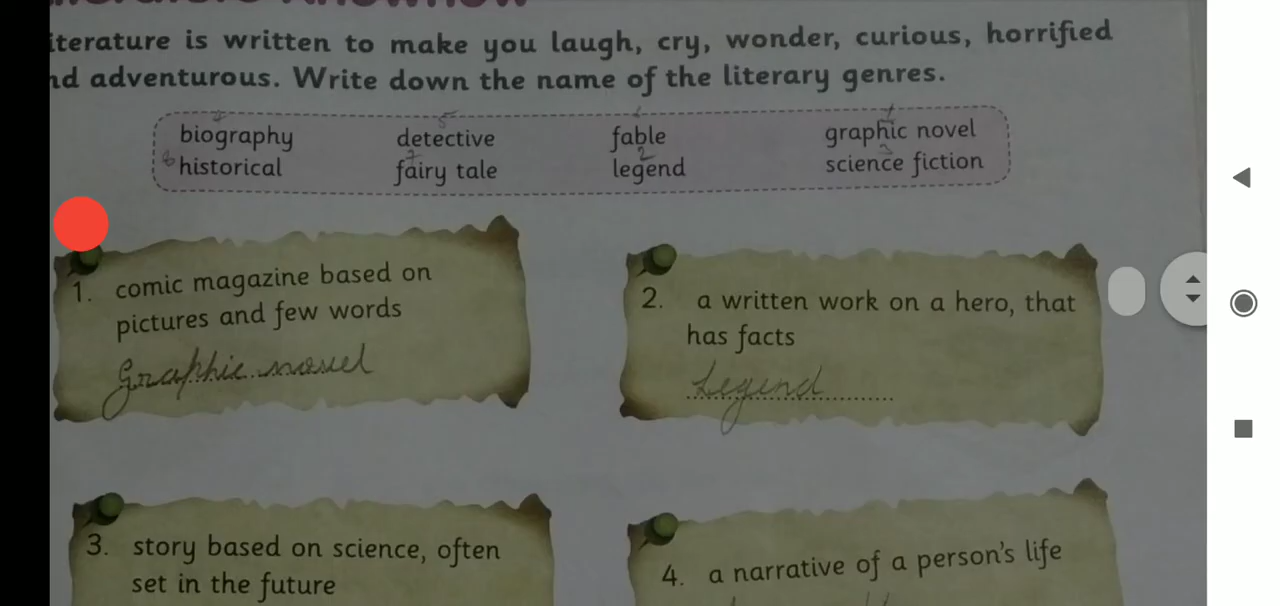 iterature is written to make you laugh, cry, wonder, curious, horrified
nd adventurous. Write down the name of the literary genres.
biography detective fable graphic novel
historical fairy tale legend science fiction
1. comic magazine based on
pictures and few words
Graphic novel
2. a written work on a hero, that
has facts
Legend
3. story based on science, often
set in the future
4. a narrative of a person's life